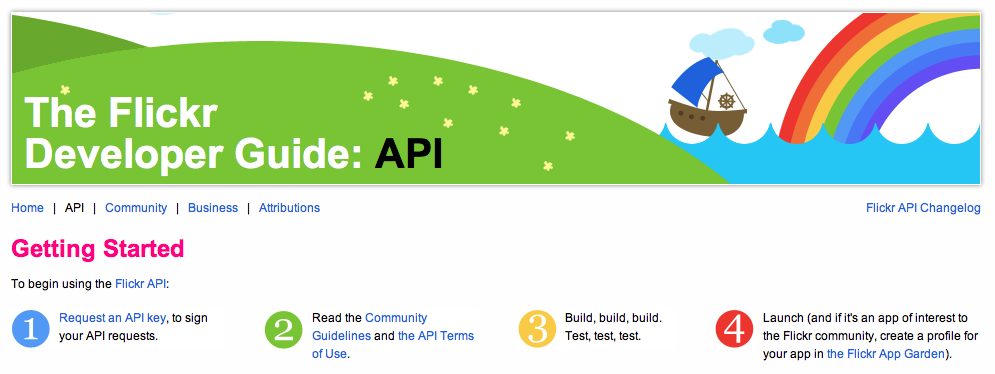 The Flickr
Developer Guide: API
Home | API | Community | Business | Attributions
Flickr API Changelog
Getting Started
To begin using the Flickr API:
1
Request an API key, to sign
your API requests.
2
Read the Community
Guidelines and the API Terms
of Use.
3
Build, build, build.
Test, test, test.
4
Launch (and if it's an app of interest to
the Flickr community, create a profile for
your app in the Flickr App Garden).